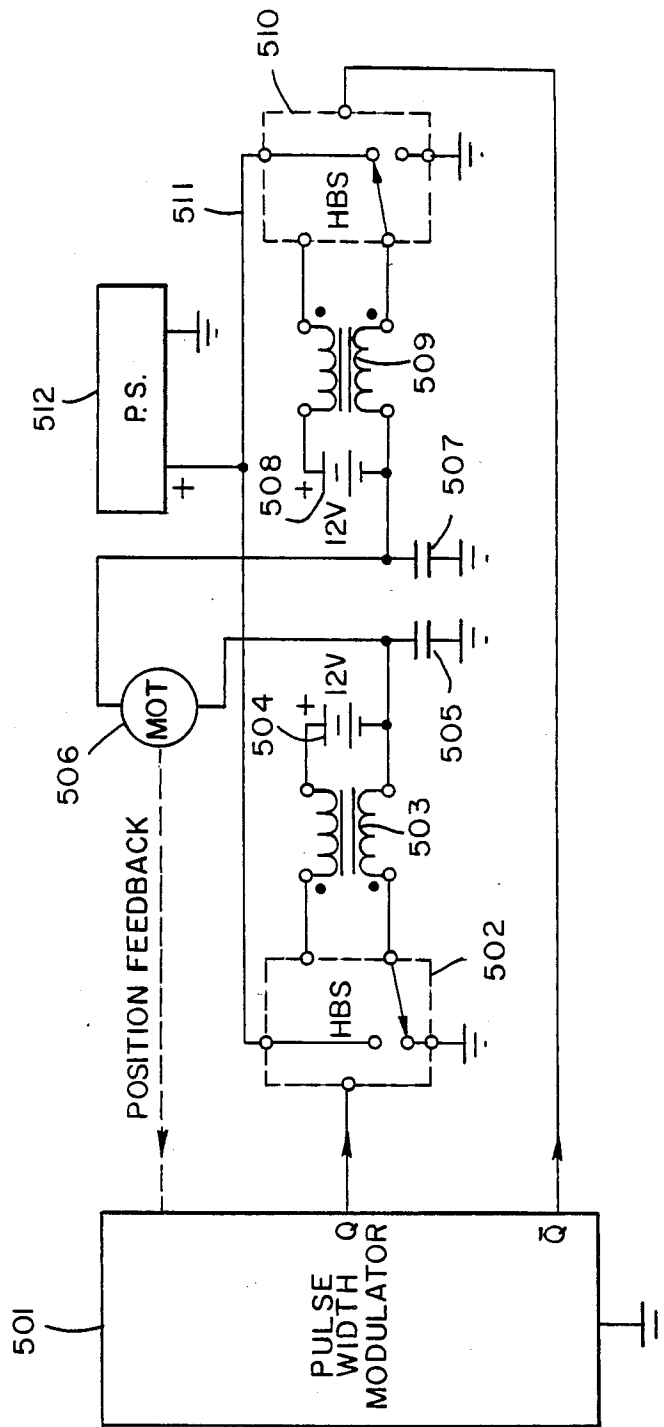 501
PULSE
WIDTH
MODULATOR
Q
Q̄
POSITION FEEDBACK
506
MOT
512
P.S.
+
511
510
502
HBS
503
504
+
12V
505
507
508
+
12V
509
HBS